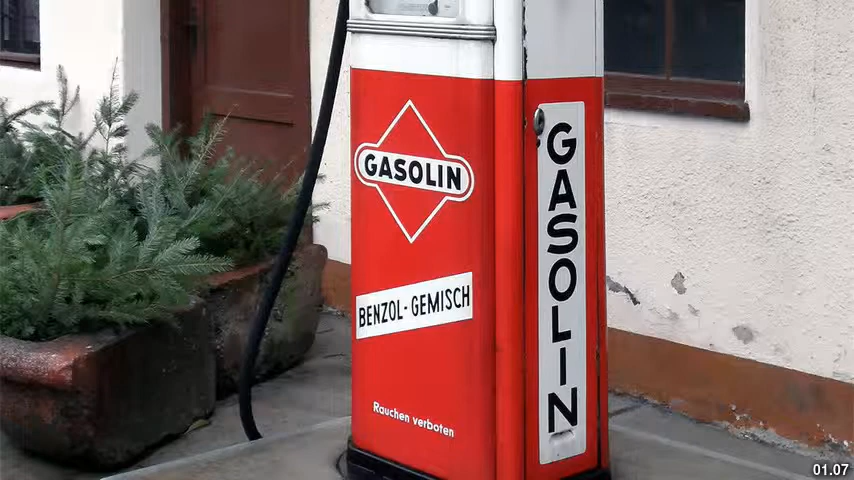 GASOLIN
BENZOL-GEMISCH
Rauchen verboten
GASOLIN
01.07